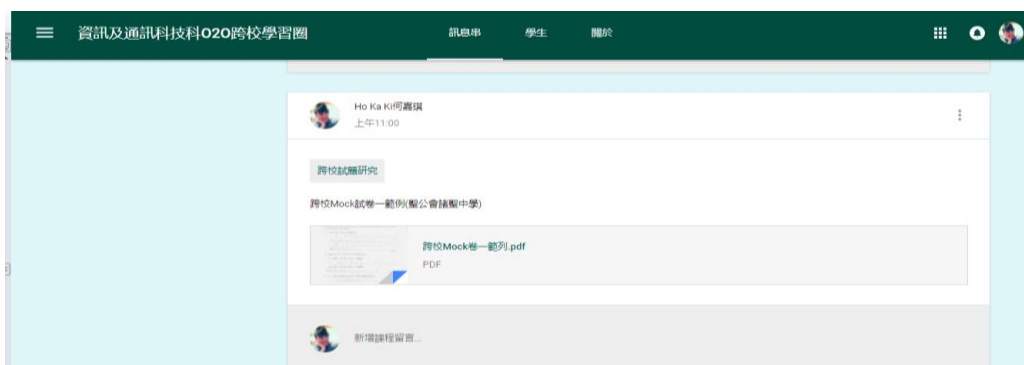 資訊及通訊科技科O2O跨校學習圈
訊息串 學生 關於
Ho Ka Ki何嘉琪
上午11:00
跨校試題研究
跨校Mock試卷一範例(聖公會諸聖中學)
跨校Mock卷一範列.pdf
PDF
新增課程留言...